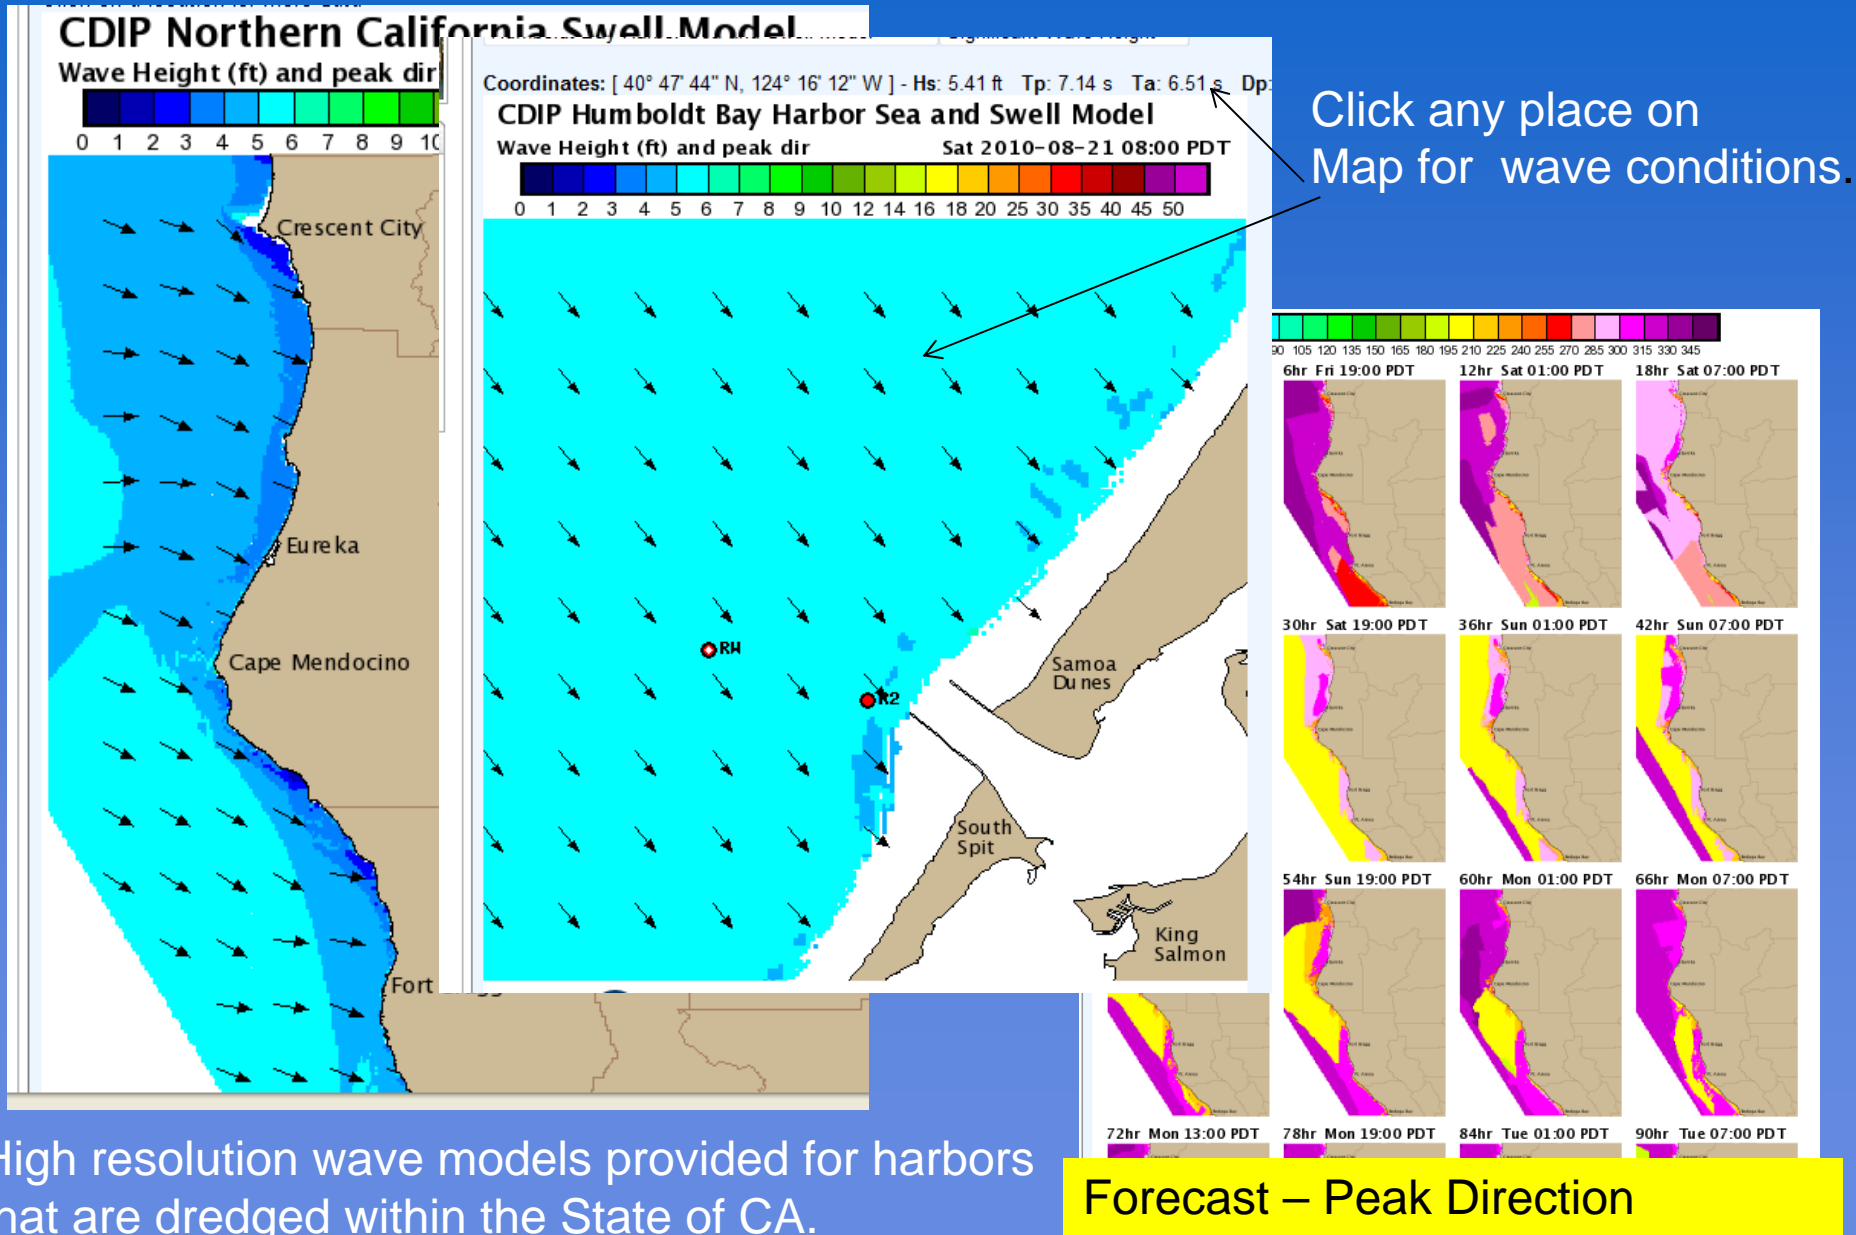 CDIP Northern California Swell Model
Wave Height (ft) and peak dir
0 1 2 3 4 5 6 7 8 9 10
Crescent City
Eureka
Cape Mendocino
Fort
Coordinates: [ 40° 47' 44" N, 124° 16' 12" W ] - Hs: 5.41 ft Tp: 7.14 s Ta: 6.51 s Dp:
CDIP Humboldt Bay Harbor Sea and Swell Model
Wave Height (ft) and peak dir Sat 2010-08-21 08:00 PDT
0 1 2 3 4 5 6 7 8 9 10 12 14 16 18 20 25 30 35 40 45 50
RW
R2
Samoa
Dunes
South
Spit
King
Salmon
Click any place on
Map for wave conditions.
90 105 120 135 150 165 180 195 210 225 240 255 270 285 300 315 330 345
6hr Fri 19:00 PDT 12hr Sat 01:00 PDT 18hr Sat 07:00 PDT
30hr Sat 19:00 PDT 36hr Sun 01:00 PDT 42hr Sun 07:00 PDT
54hr Sun 19:00 PDT 60hr Mon 01:00 PDT 66hr Mon 07:00 PDT
72hr Mon 13:00 PDT 78hr Mon 19:00 PDT 84hr Tue 01:00 PDT 90hr Tue 07:00 PDT
High resolution wave models provided for harbors
that are dredged within the State of CA.
Forecast – Peak Direction